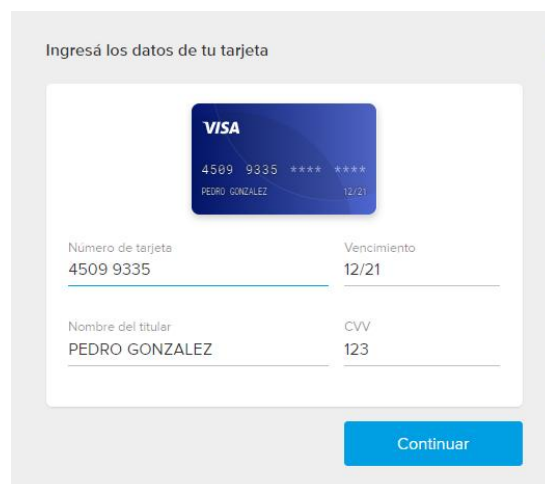 Ingresá los datos de tu tarjeta
VISA
4509 9335 **** ****
PEDRO GONZALEZ 12/21
Número de tarjeta Vencimiento
4509 9335 12/21
Nombre del titular CVV
PEDRO GONZALEZ 123
Continuar